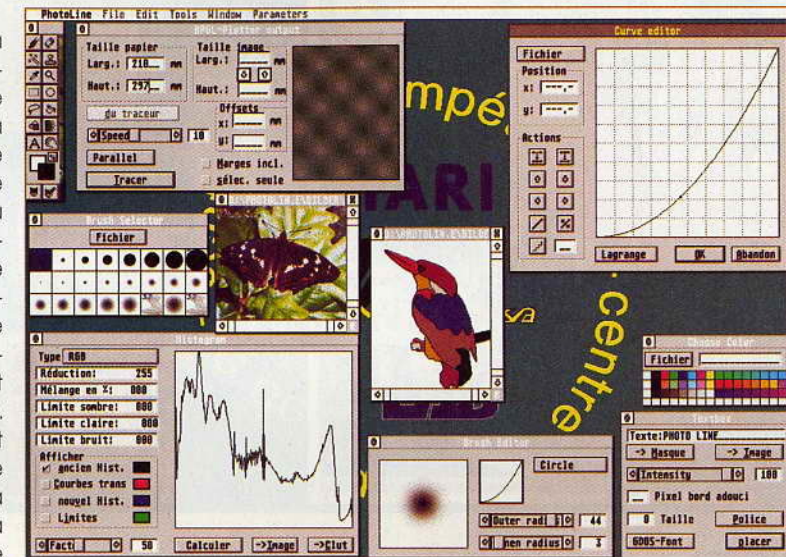 PhotoLine File Edit Tools Window Parameters
HPGL-Plotter output
Taille papier
Larg.: 210 mm
Haut.: 297 mm
du traceur
Speed 10
Parallel
Tracer
Taille image
Larg.: mm
Haut.: mm
Offsets
x: mm
y: mm
Marges incl.
sélec. seule
Curve editor
Fichier
Position
x: ---,-
y: ---,-
Actions
Lagrange
OK
Abandon
mpé
ARI
centre
Brush Selector
Fichier
D:\PHOTOLIN.E\BILDER
D:\PHOTOLIN.E\BILDE
Histogram
Type RGB
Réduction: 255
Mélange en %: 000
Limite sombre: 000
Limite claire: 000
Limite bruit: 000
Afficher
ancien Hist.
Courbes trans
nouvel Hist.
Limites
Fact 50
Calculer
->Image
->Clut
Brush Editor
Circle
Outer radi 44
nen radius 3
Choose Color
Fichier
Textbox
Texte:PHOTO LINE
-> Masque
-> Image
Intensity 100
Pixel bord adouci
0 Taille
Police
GDOS-Font
placer